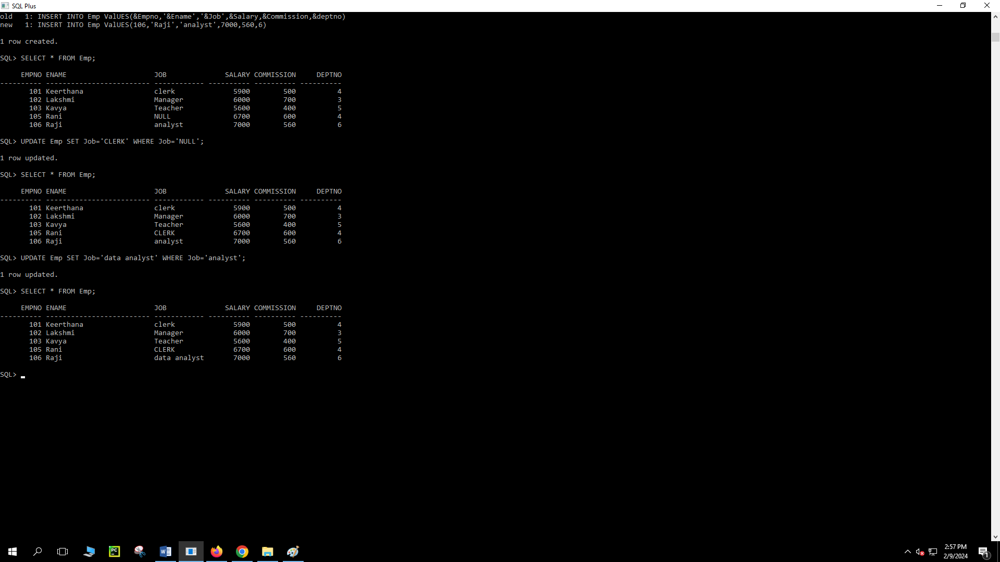 SQL Plus
old   1: INSERT INTO Emp ValUES(&Empno,'&Ename','&Job',&Salary,&Commission,&deptno)
new   1: INSERT INTO Emp ValUES(106,'Raji','analyst',7000,560,6)
1 row created.
SQL> SELECT * FROM Emp;
     EMPNO ENAME                     JOB              SALARY COMMISSION     DEPTNO
---------- ------------------------- ------------ ---------- ---------- ----------
       101 Keerthana                 clerk              5900        500          4
       102 Lakshmi                   Manager            6000        700          3
       103 Kavya                     Teacher            5600        400          5
       105 Rani                      NULL               6700        600          4
       106 Raji                      analyst            7000        560          6
SQL> UPDATE Emp SET Job='CLERK' WHERE Job='NULL';
1 row updated.
SQL> SELECT * FROM Emp;
     EMPNO ENAME                     JOB              SALARY COMMISSION     DEPTNO
---------- ------------------------- ------------ ---------- ---------- ----------
       101 Keerthana                 clerk              5900        500          4
       102 Lakshmi                   Manager            6000        700          3
       103 Kavya                     Teacher            5600        400          5
       105 Rani                      CLERK              6700        600          4
       106 Raji                      analyst            7000        560          6
SQL> UPDATE Emp SET Job='data analyst' WHERE Job='analyst';
1 row updated.
SQL> SELECT * FROM Emp;
     EMPNO ENAME                     JOB              SALARY COMMISSION     DEPTNO
---------- ------------------------- ------------ ---------- ---------- ----------
       101 Keerthana                 clerk              5900        500          4
       102 Lakshmi                   Manager            6000        700          3
       103 Kavya                     Teacher            5600        400          5
       105 Rani                      CLERK              6700        600          4
       106 Raji                      data analyst       7000        560          6
SQL>
PC
W
2:57 PM
2/9/2024
1